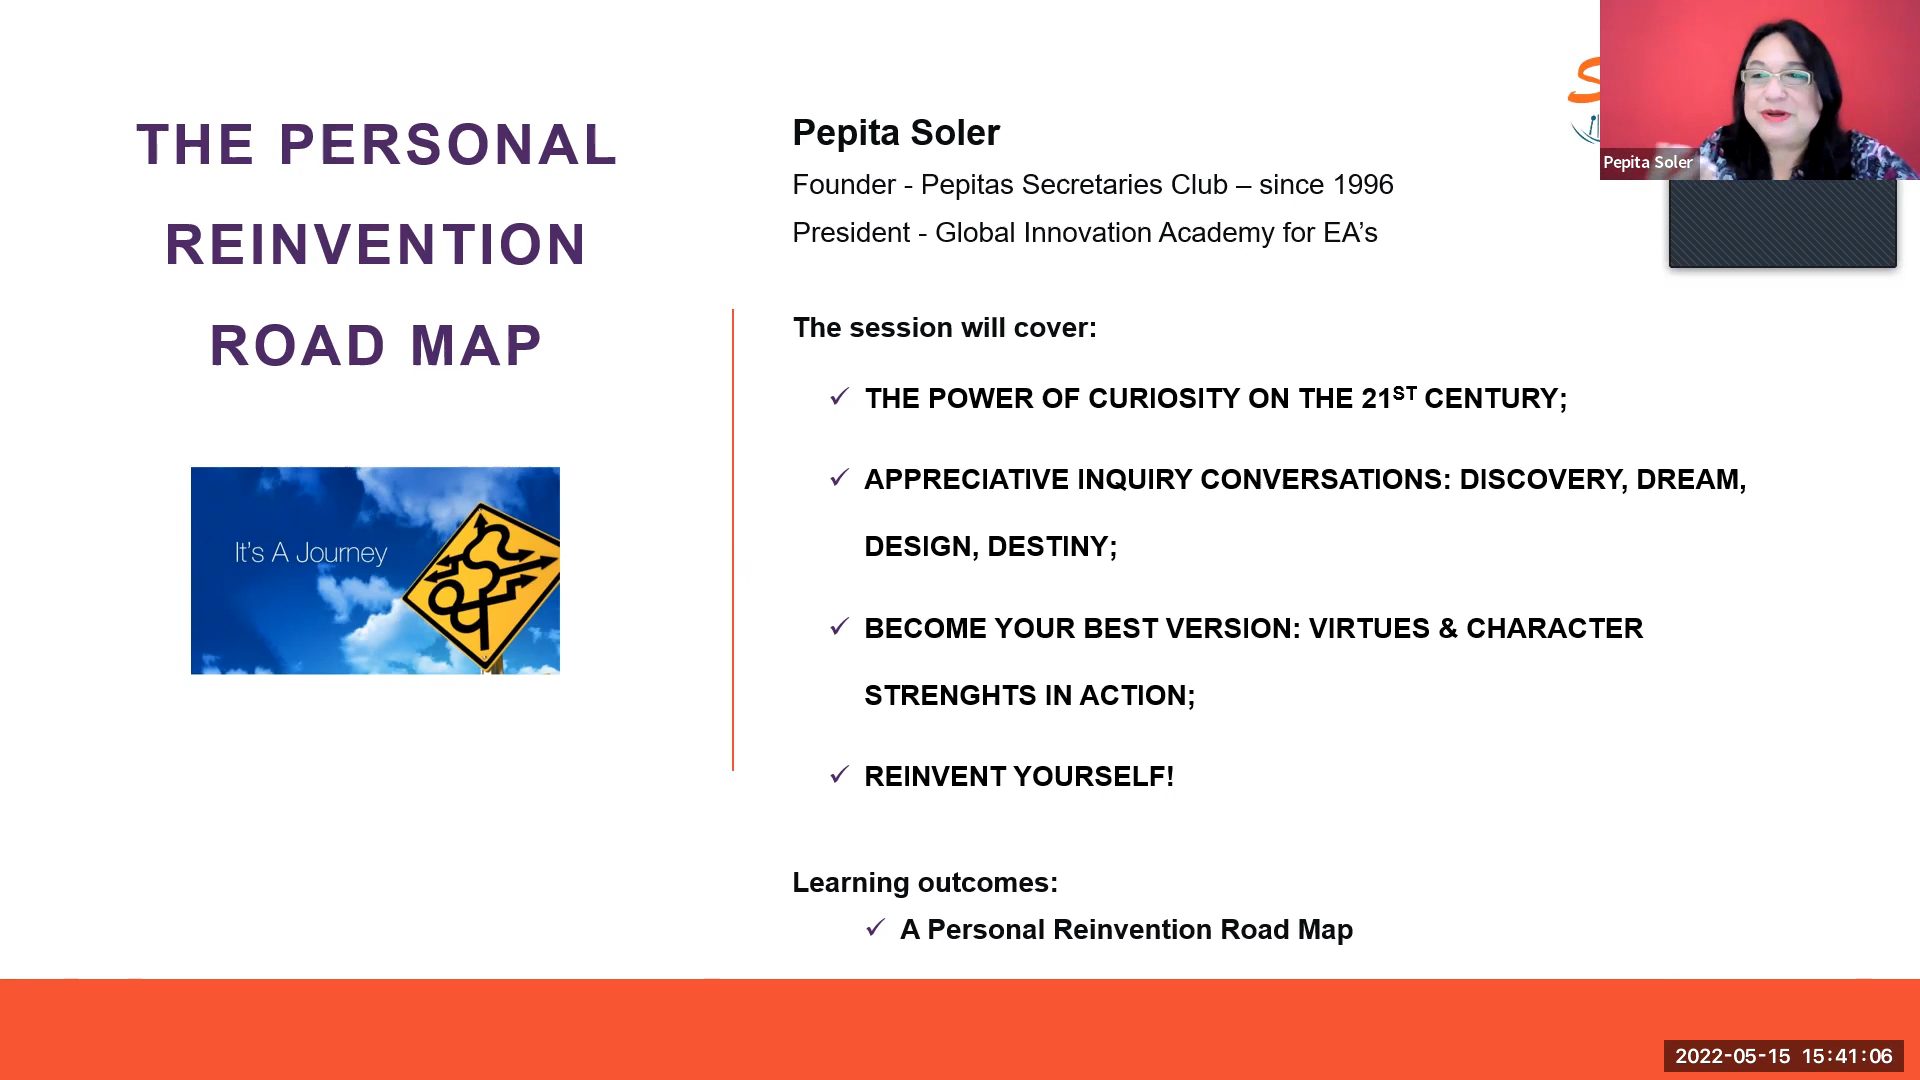 THE PERSONAL
REINVENTION
ROAD MAP
It's A Journey
Pepita Soler
Founder - Pepitas Secretaries Club – since 1996
President - Global Innovation Academy for EA’s
The session will cover:
✓ THE POWER OF CURIOSITY ON THE 21ST CENTURY;
✓ APPRECIATIVE INQUIRY CONVERSATIONS: DISCOVERY, DREAM,
DESIGN, DESTINY;
✓ BECOME YOUR BEST VERSION: VIRTUES & CHARACTER
STRENGHTS IN ACTION;
✓ REINVENT YOURSELF!
Learning outcomes:
✓ A Personal Reinvention Road Map
Pepita Soler
2022-05-15 15:41:06